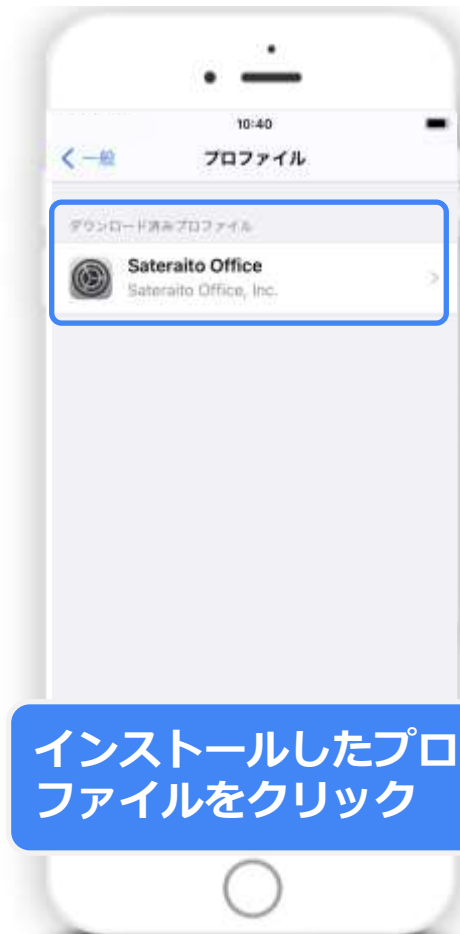 10:40
一般
プロファイル
ダウンロード済みプロファイル
Sateraito Office
Sateraito Office, Inc.
インストールしたプロ
ファイルをクリック